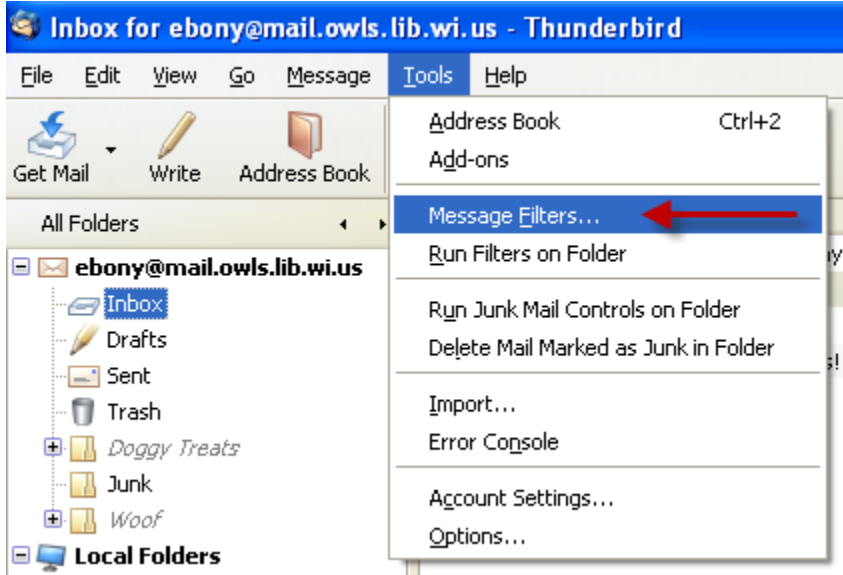 Inbox for ebony@mail.owls.lib.wi.us - Thunderbird
File Edit View Go Message Tools Help
Get Mail Write Address Book
All Folders
ebony@mail.owls.lib.wi.us
Inbox
Drafts
Sent
Trash
Doggy Treats
Junk
Woof
Local Folders
Address Book Ctrl+2
Add-ons
Message Filters...
Run Filters on Folder
Run Junk Mail Controls on Folder
Delete Mail Marked as Junk in Folder
Import...
Error Console
Account Settings...
Options...